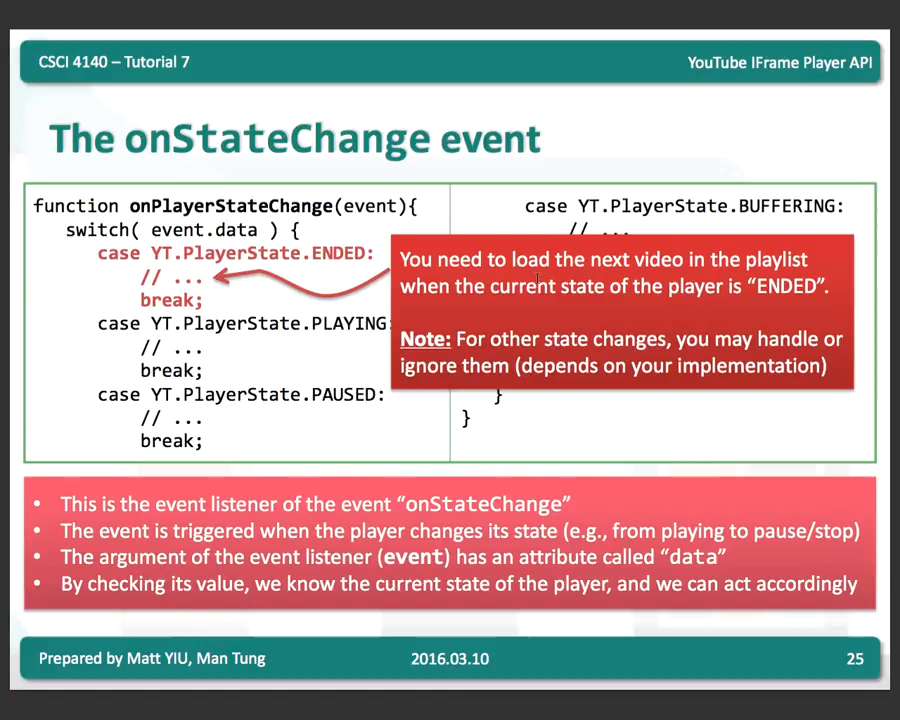 CSCI 4140 – Tutorial 7
YouTube IFrame Player API
The onStateChange event
function onPlayerStateChange(event){
switch( event.data ) {
case YT.PlayerState.ENDED:
// ...
break;
case YT.PlayerState.PLAYING:
// ...
break;
case YT.PlayerState.PAUSED:
// ...
break;
case YT.PlayerState.BUFFERING:
// ...
You need to load the next video in the playlist
when the current state of the player is “ENDED”.
Note: For other state changes, you may handle or
ignore them (depends on your implementation)
}
}
• This is the event listener of the event “onStateChange”
• The event is triggered when the player changes its state (e.g., from playing to pause/stop)
• The argument of the event listener (event) has an attribute called “data”
• By checking its value, we know the current state of the player, and we can act accordingly
Prepared by Matt YIU, Man Tung
2016.03.10
25